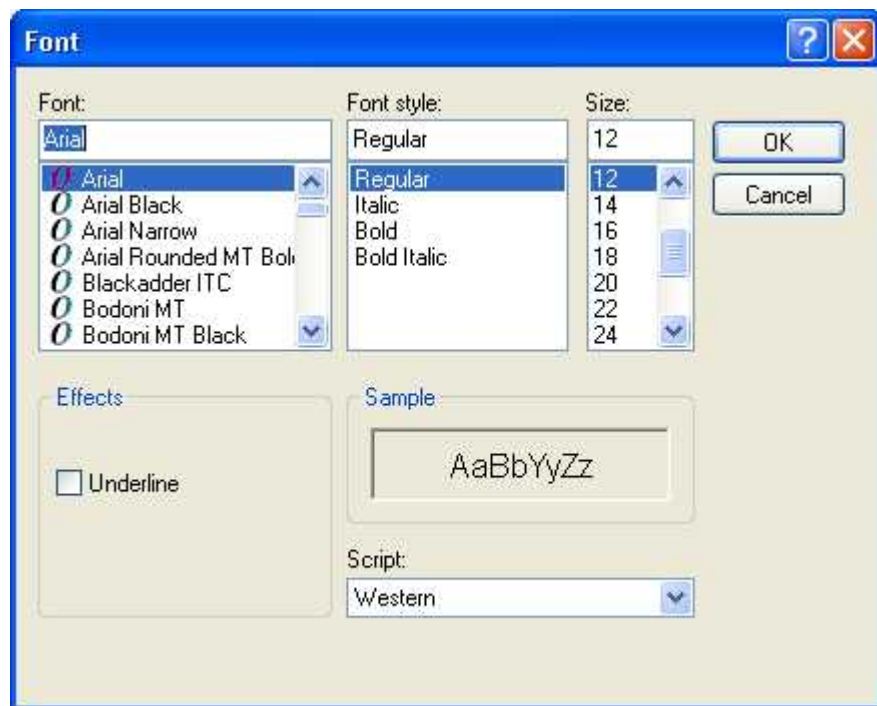 Font
Font:
Font style:
Size:
Arial
Regular
12
OK
Cancel
Arial
Arial Black
Arial Narrow
Arial Rounded MT Bol
Blackadder ITC
Bodoni MT
Bodoni MT Black
Regular
Italic
Bold
Bold Italic
12
14
16
18
20
22
24
Effects
Underline
Sample
AaBbYyZz
Script:
Western